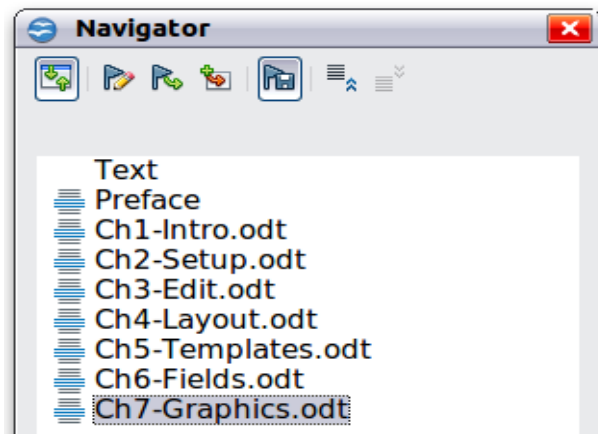 Navigator
Text
Preface
Ch1-Intro.odt
Ch2-Setup.odt
Ch3-Edit.odt
Ch4-Layout.odt
Ch5-Templates.odt
Ch6-Fields.odt
Ch7-Graphics.odt